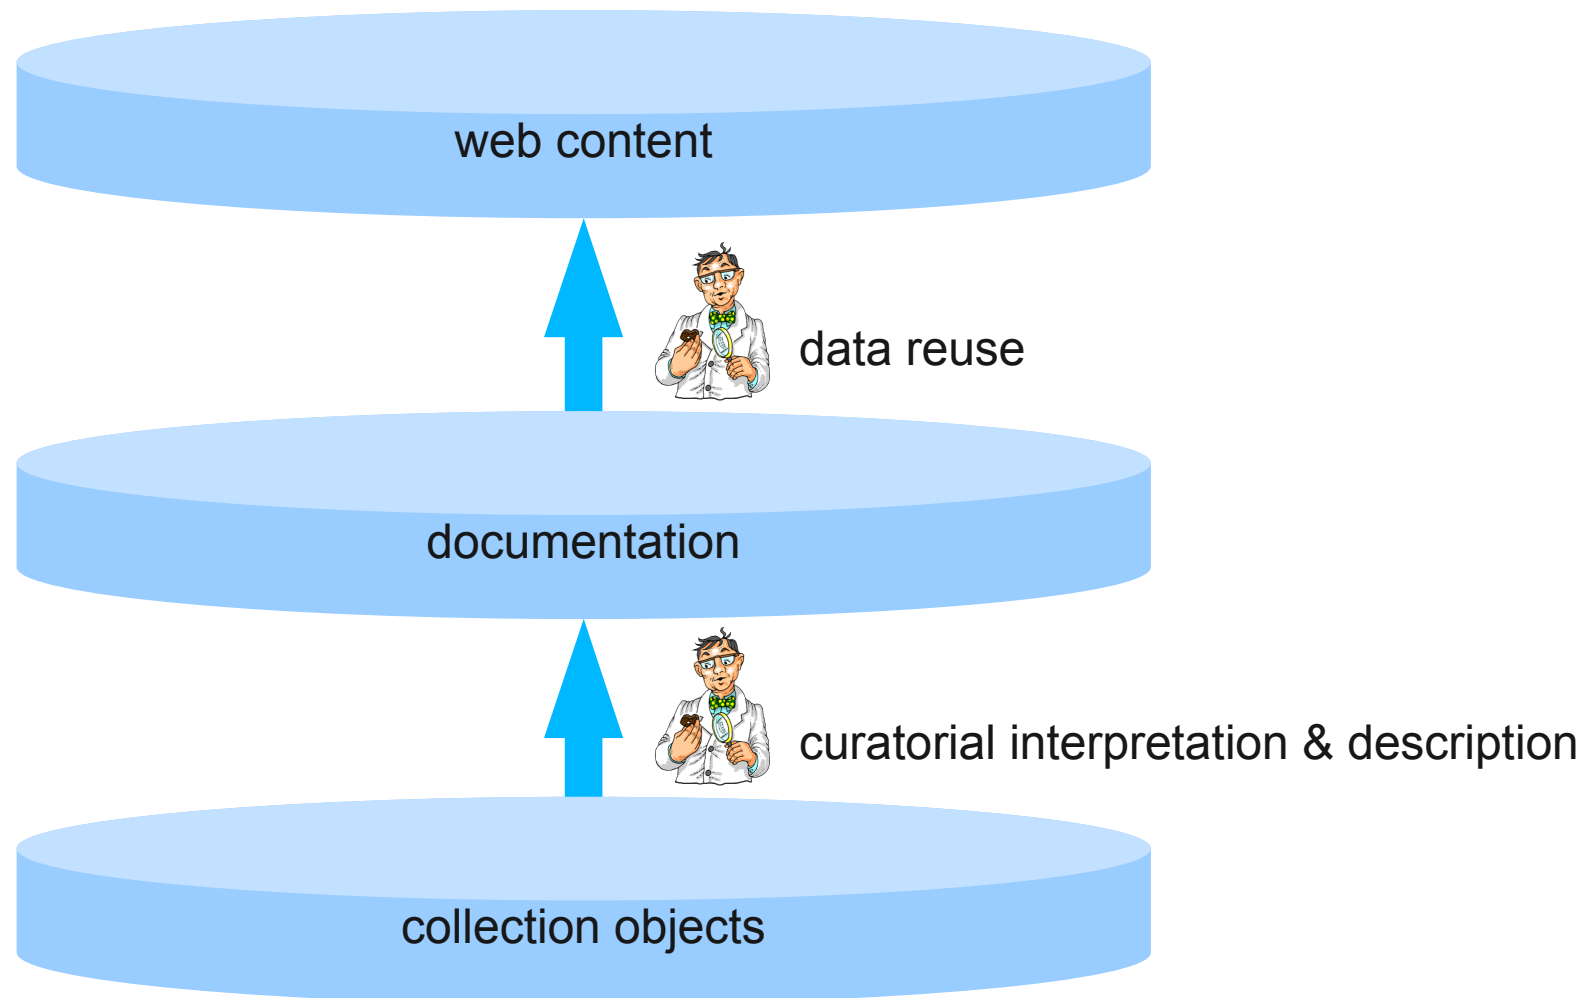 web content
data reuse
documentation
curatorial interpretation & description
collection objects